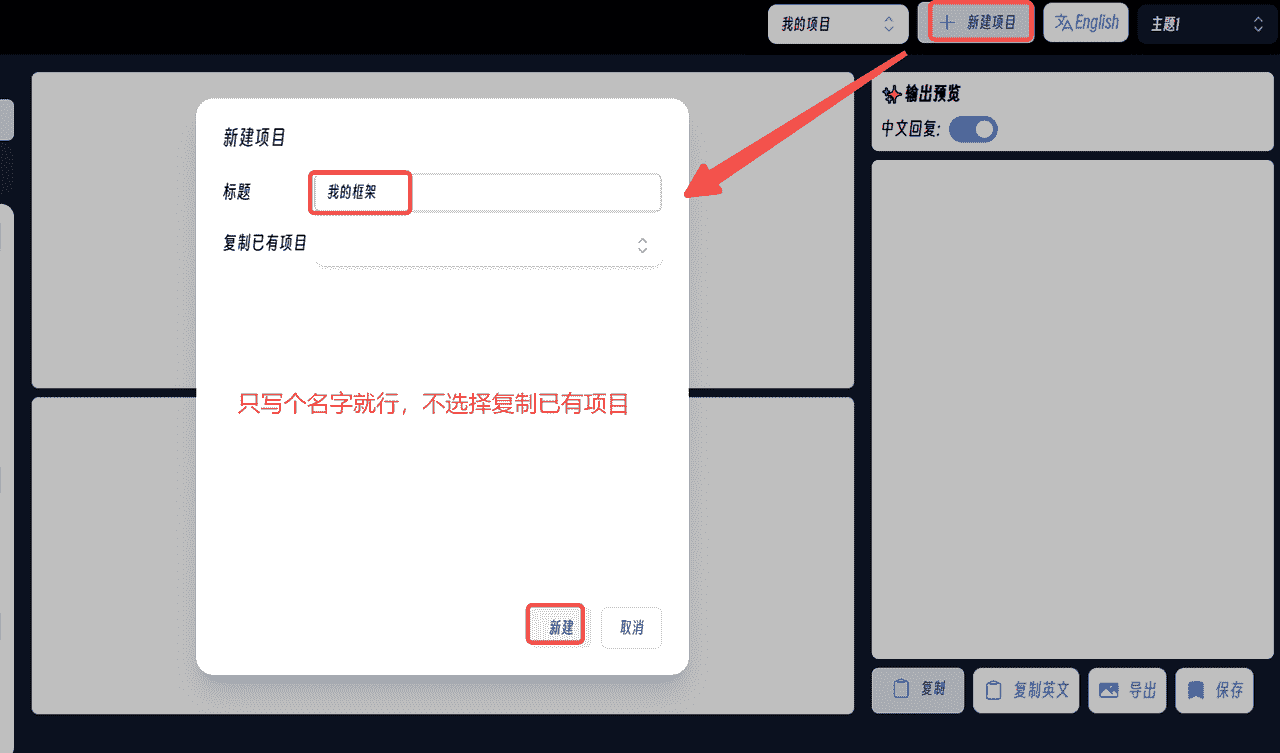 我的项目
新建项目
English
主题1
输出预览
中文回复:
新建项目
标题
我的框架
复制已有项目
只写个名字就行，不选择复制已有项目
新建
取消
复制
复制英文
导出
保存